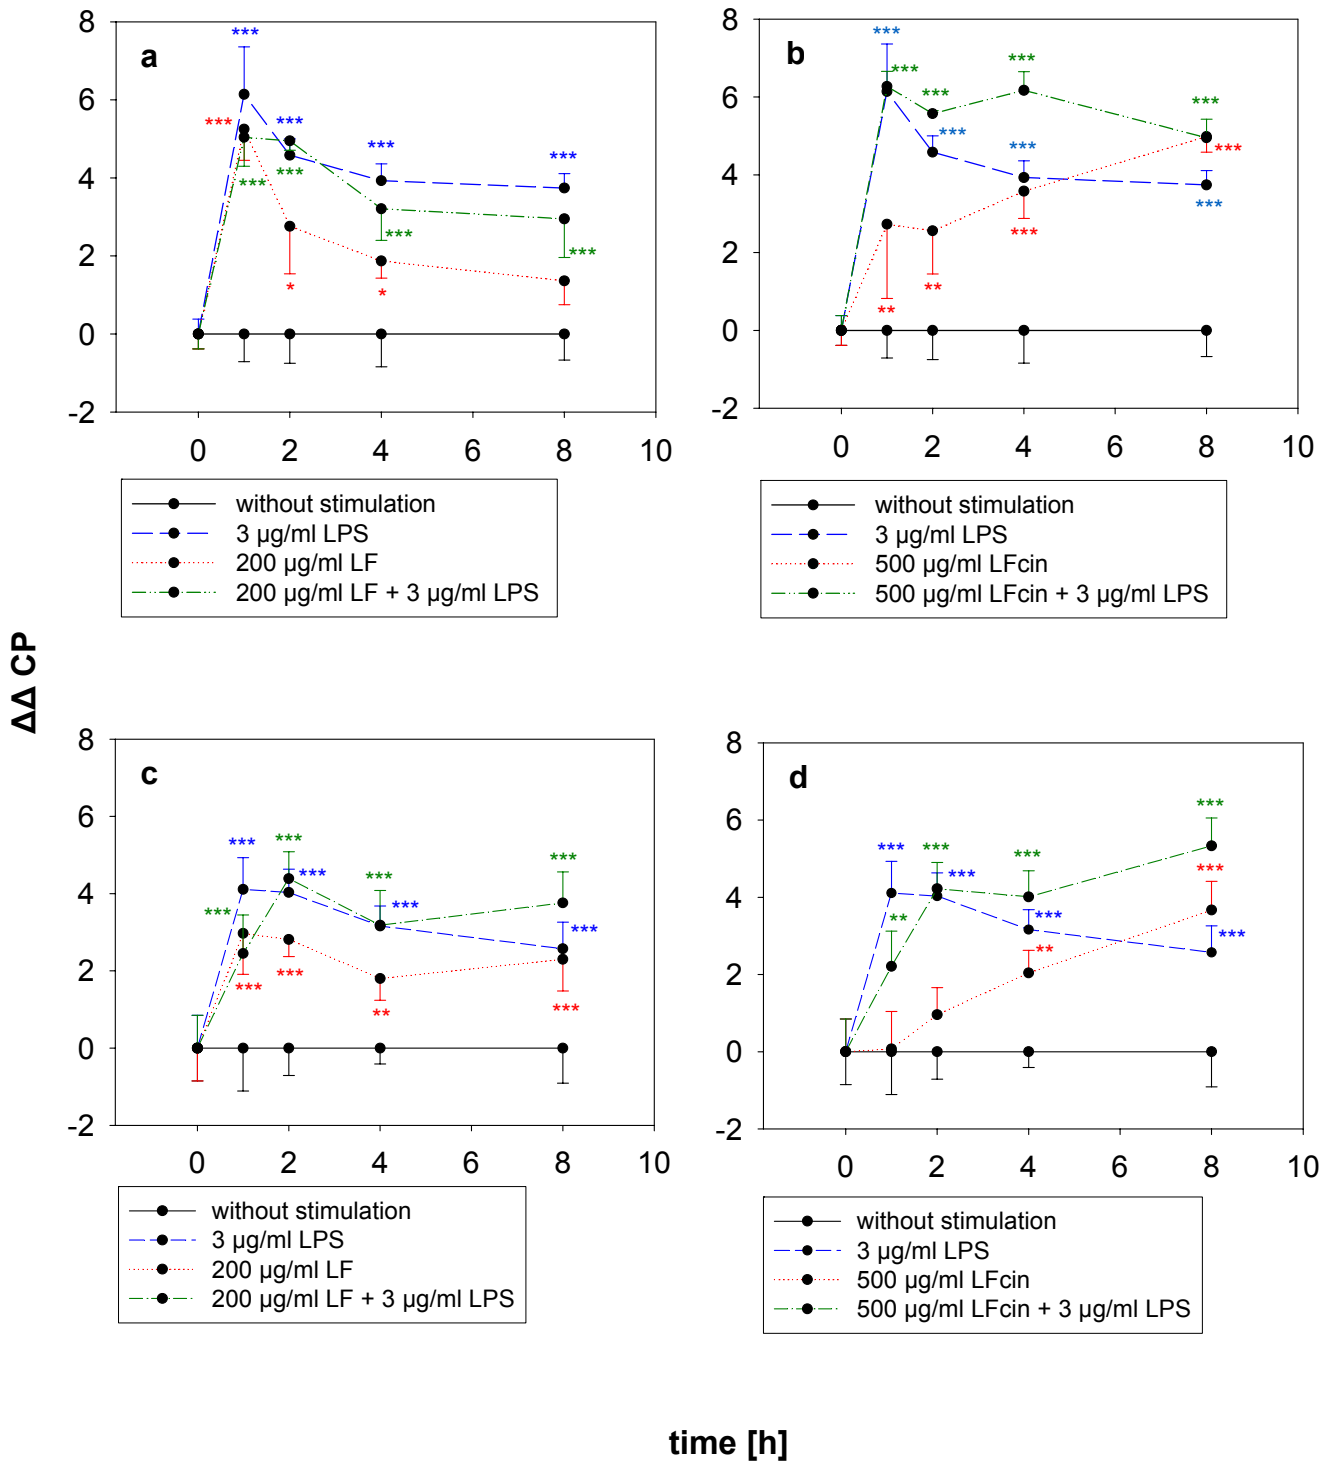 8
6
4
2
0
-2
a
***
***
***
***
***
***
***
***
***
*
*
0 2 4 6 8 10
without stimulation
3 µg/ml LPS
200 µg/ml LF
200 µg/ml LF + 3 µg/ml LPS
8
6
4
2
0
-2
b
***
***
***
***
***
***
***
***
***
***
**
**
0 2 4 6 8 10
without stimulation
3 µg/ml LPS
500 µg/ml LFcin
500 µg/ml LFcin + 3 µg/ml LPS
ΔΔ CP
8
6
4
2
0
-2
c
***
***
***
***
***
***
***
***
***
***
**
***
0 2 4 6 8 10
without stimulation
3 µg/ml LPS
200 µg/ml LF
200 µg/ml LF + 3 µg/ml LPS
8
6
4
2
0
-2
d
***
***
***
***
***
***
**
***
**
***
0 2 4 6 8 10
without stimulation
3 µg/ml LPS
500 µg/ml LFcin
500 µg/ml LFcin + 3 µg/ml LPS
time [h]